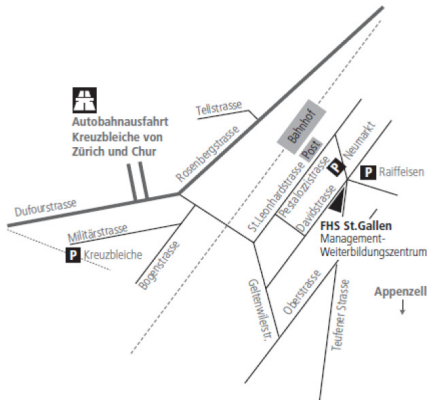 Tellstrasse
Autobahnausfahrt
Kreuzbleiche von
Zürich und Chur
Rosenbergstrasse
Bahnhof
Post
St.Leonhardstrasse
Pestalozzistrasse
P
Neumarkt
P Raiffeisen
Davidstrasse
Dufourstrasse
Militärstrasse
P Kreuzbleiche
Bogenstrasse
FHS St.Gallen
Management-
Weiterbildungszentrum
Geltenwilerstr.
Oberstrasse
Teufener Strasse
Appenzell